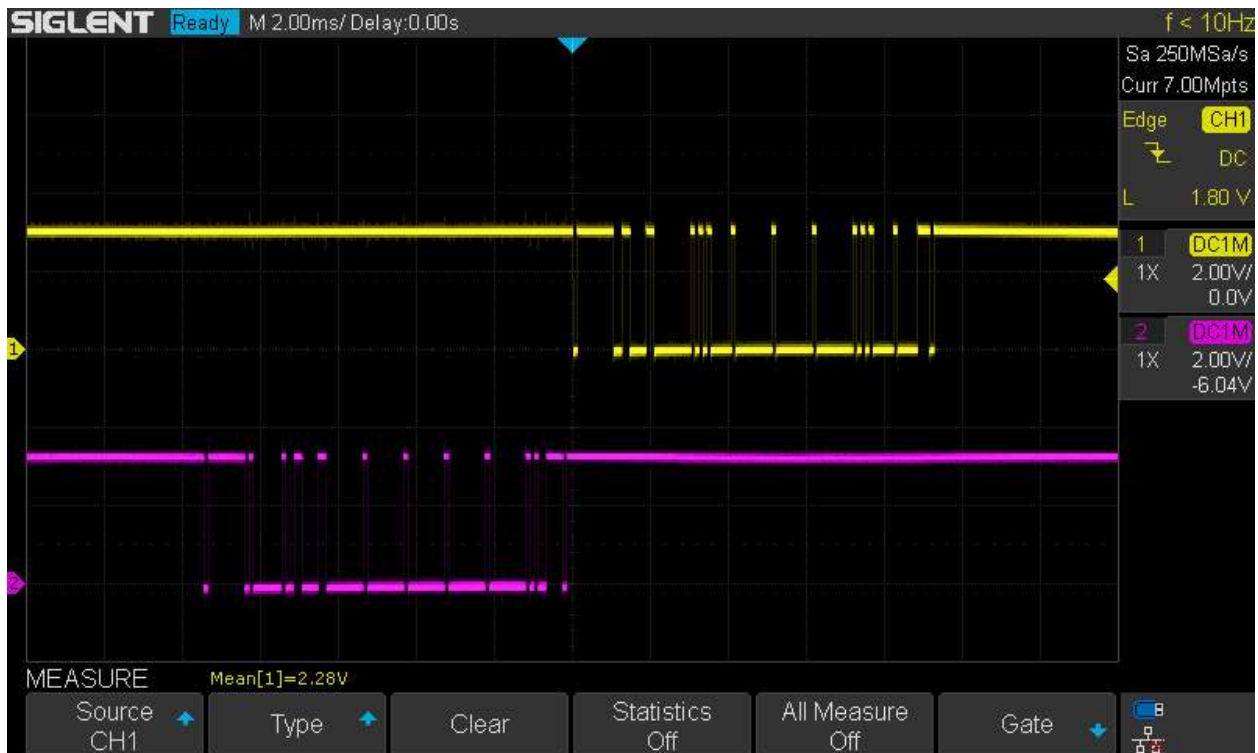 SIGLENT Ready M 2.00ms/ Delay:0.00s f < 10Hz
Sa 250MSa/s
Curr 7.00Mpts
Edge CH1
DC
L 1.80 V
1 DC1M
1X 2.00V/
0.0V
2 DC1M
1X 2.00V/
-6.04V
1
2
MEASURE Mean[1]=2.28V
Source
CH1
Type
Clear
Statistics
Off
All Measure
Off
Gate